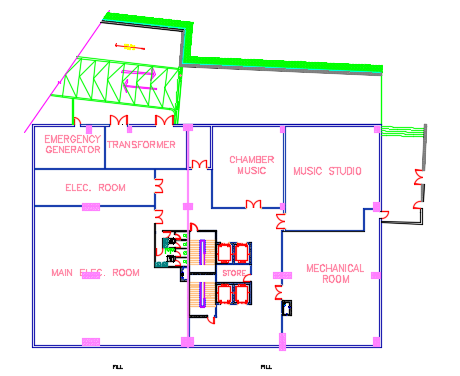 EMERGENCY
GENERATOR
TRANSFORMER
CHAMBER
MUSIC
MUSIC STUDIO
ELEC. ROOM
MAIN ELEC. ROOM
STORE
MECHANICAL
ROOM
FILL
FILL